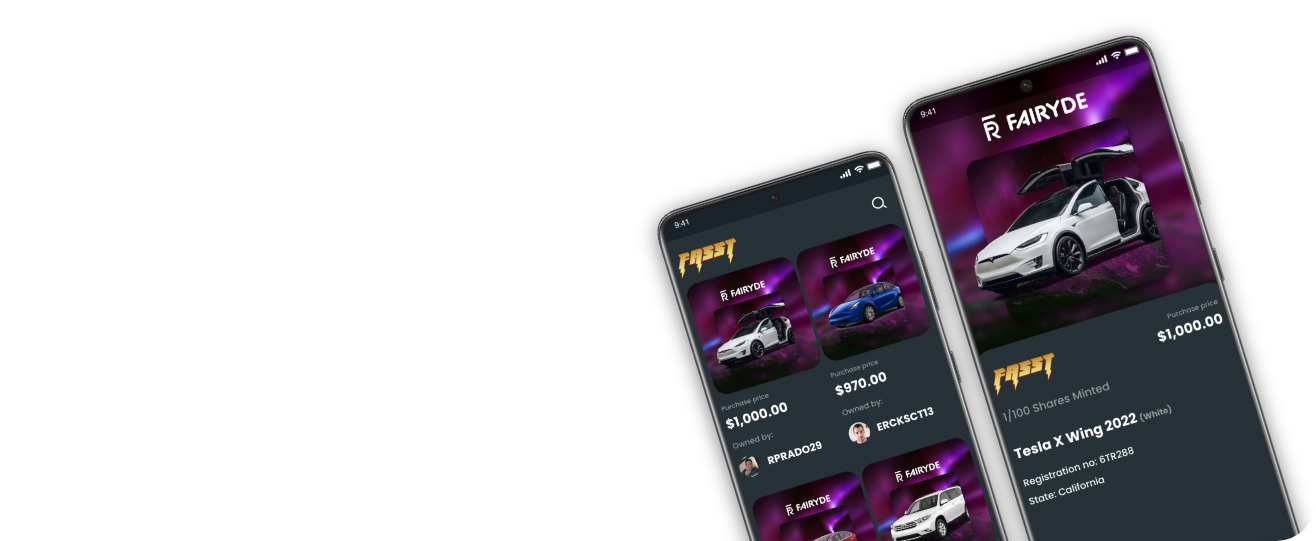 9:41
FASST
R FAIRYDE
R FAIRYDE
Purchase price
$1,000.00
Owned by:
RPRADO29
Purchase price
$970.00
Owned by:
ERCKSCT13
R FAIRYDE
R FAIRYDE
9:41
R FAIRYDE
Purchase price
$1,000.00
FASST
1/100 Shares Minted
Tesla X Wing 2022 (White)
Registration no: 6TR288
State: California